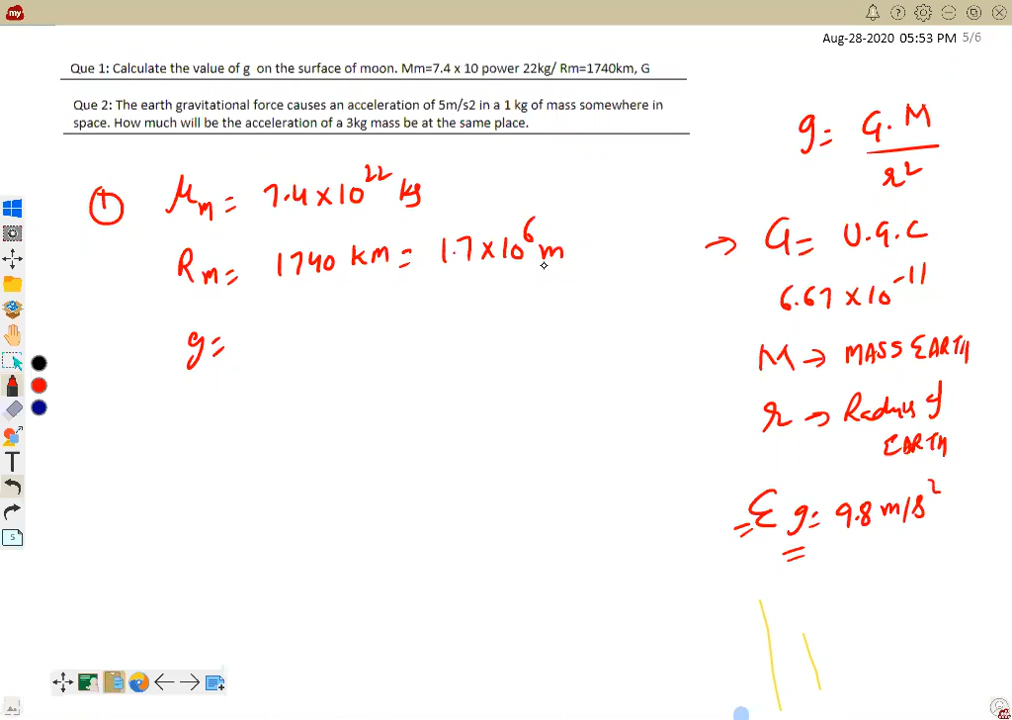 my
Aug-28-2020 05:53 PM 5/6
Que 1: Calculate the value of g on the surface of moon. Mm=7.4 x 10 power 22kg/ Rm=1740km, G
Que 2: The earth gravitational force causes an acceleration of 5m/s2 in a 1 kg of mass somewhere in
space. How much will be the acceleration of a 3kg mass be at the same place.
① Mm = 7.4 × 10²² kg
Rm = 1740 km = 1.7 × 10⁶ m
g =
g = G.M / r²
→ G = U.G.C
6.67 × 10⁻¹¹
M → MASS EARTH
r → Radius of
EARTH
E g = 9.8 m/s²
T
5